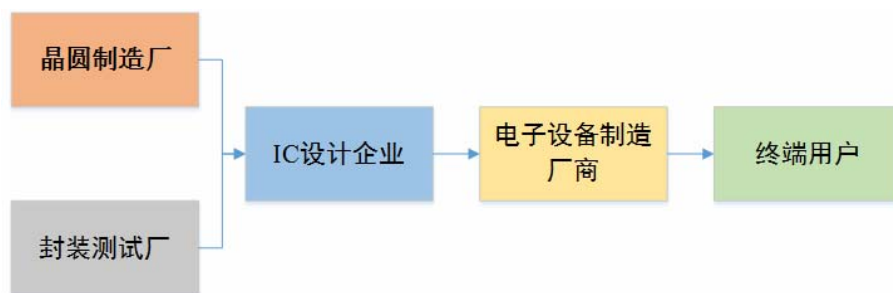 晶圆制造厂
封装测试厂
IC设计企业
电子设备制造
厂商
终端用户